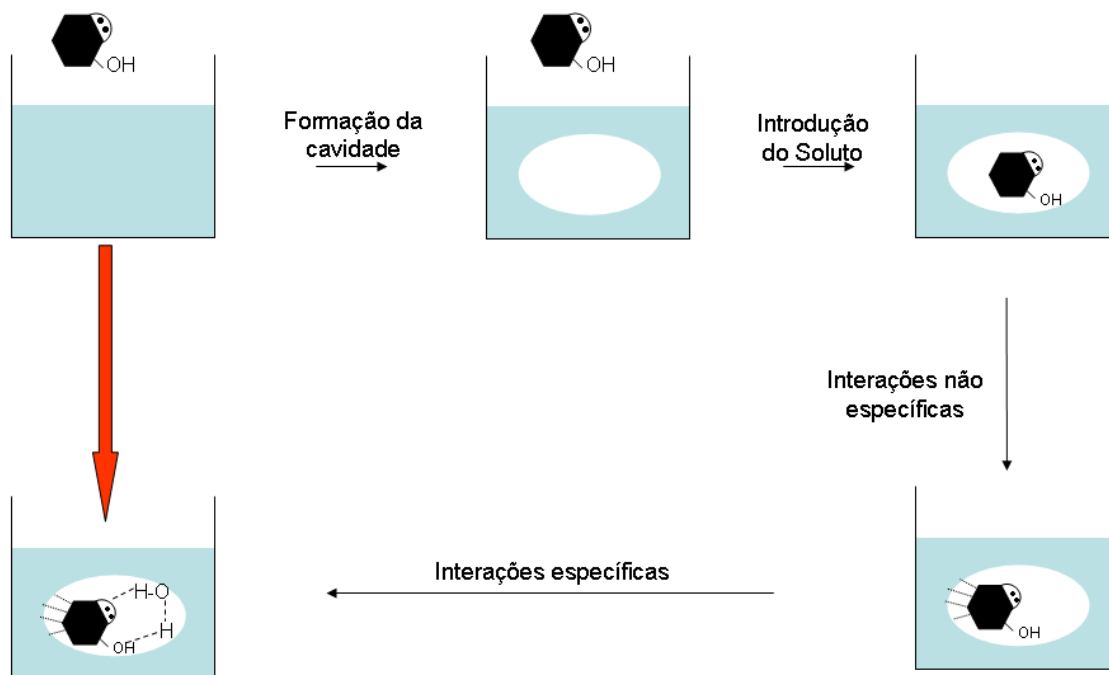 OH
OH
Formação da
cavidade
Introdução
do Soluto
OH
Interações não
específicas
Interações específicas
H-O
H
OH
OH